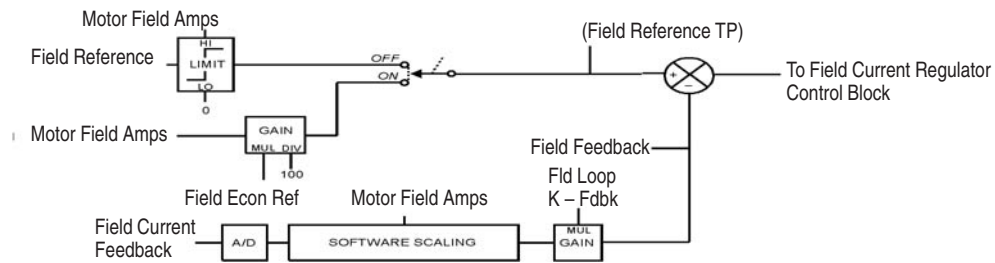 Motor Field Amps
Field Reference
HI
LIMIT
LO
0
OFF
ON
(Field Reference TP)
+
−
To Field Current Regulator
Control Block
Motor Field Amps
GAIN
MUL DIV
100
Field Econ Ref
Field Feedback
Fld Loop
K – Fdbk
Motor Field Amps
Field Current
Feedback
A/D
SOFTWARE SCALING
MUL
GAIN